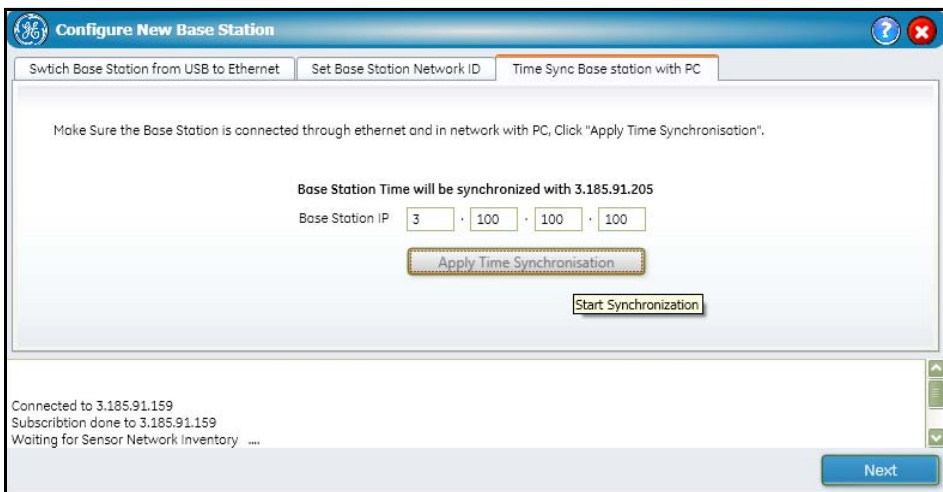 Configure New Base Station
Swtich Base Station from USB to Ethernet
Set Base Station Network ID
Time Sync Base station with PC
Make Sure the Base Station is connected through ethernet and in network with PC, Click "Apply Time Synchronisation".
Base Station Time will be synchronized with 3.185.91.205
Base Station IP 3 . 100 . 100 . 100
Apply Time Synchronisation
Start Synchronization
Connected to 3.185.91.159
Subscribtion done to 3.185.91.159
Waiting for Sensor Network Inventory ....
Next